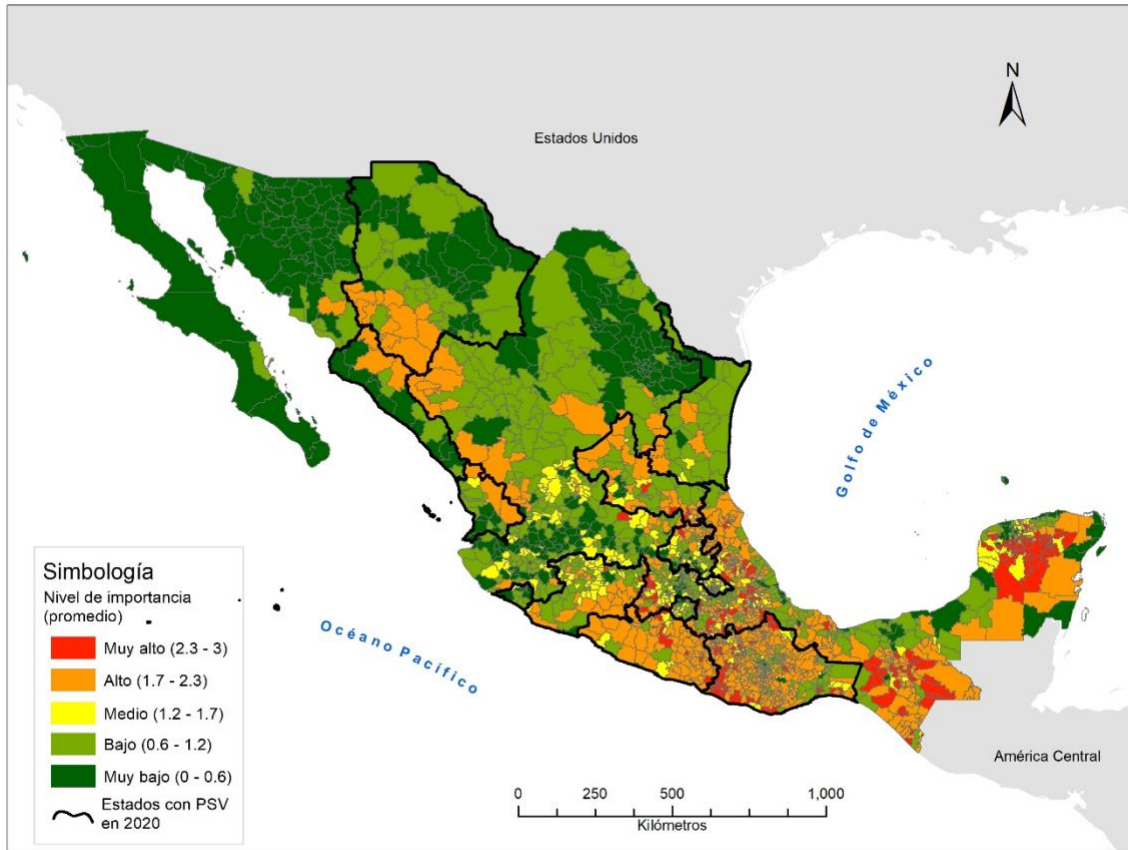 N
Estados Unidos
Golfo de México
Océano Pacífico
América Central
Simbología
Nivel de importancia
(promedio)
Muy alto (2.3 - 3)
Alto (1.7 - 2.3)
Medio (1.2 - 1.7)
Bajo (0.6 - 1.2)
Muy bajo (0 - 0.6)
Estados con PSV
en 2020
0 250 500 1,000
Kilómetros